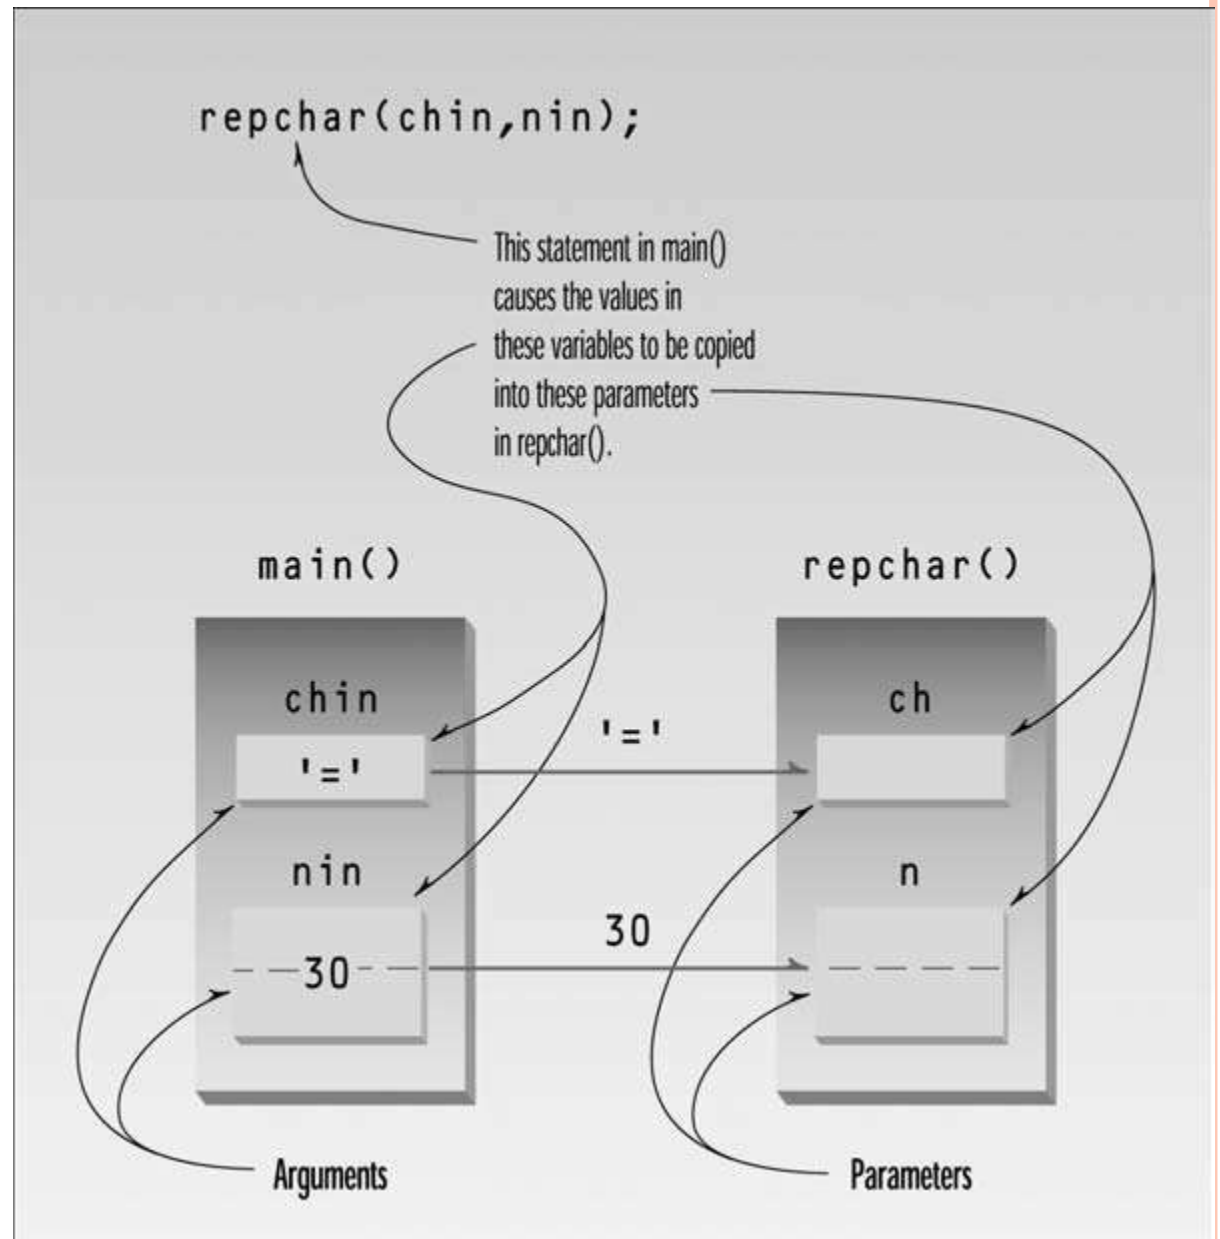 repchar(chin,nin);
This statement in main()
causes the values in
these variables to be copied
into these parameters
in repchar().
main()
repchar()
chin
ch
'='
'='
nin
n
30
30
Arguments
Parameters